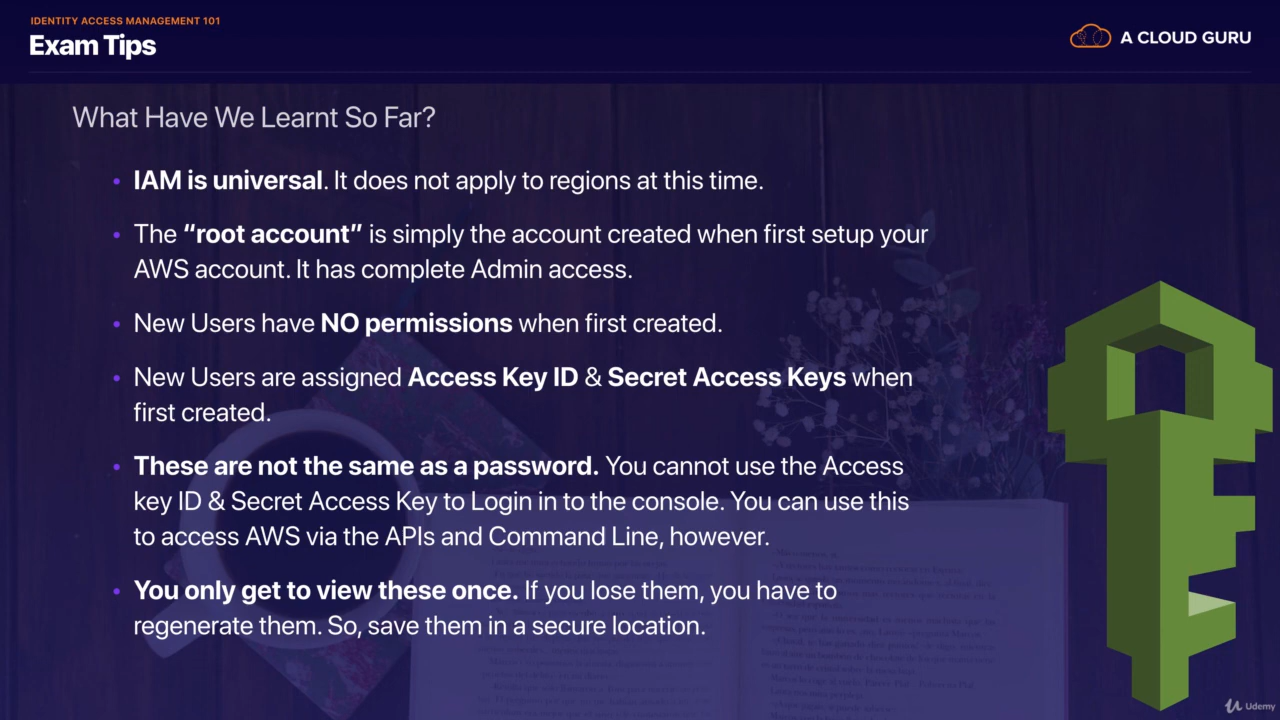 IDENTITY ACCESS MANAGEMENT 101
Exam Tips
A CLOUD GURU
What Have We Learnt So Far?
• IAM is universal. It does not apply to regions at this time.
• The “root account” is simply the account created when first setup your
AWS account. It has complete Admin access.
• New Users have NO permissions when first created.
• New Users are assigned Access Key ID & Secret Access Keys when
first created.
• These are not the same as a password. You cannot use the Access
key ID & Secret Access Key to Login in to the console. You can use this
to access AWS via the APIs and Command Line, however.
• You only get to view these once. If you lose them, you have to
regenerate them. So, save them in a secure location.
Udemy